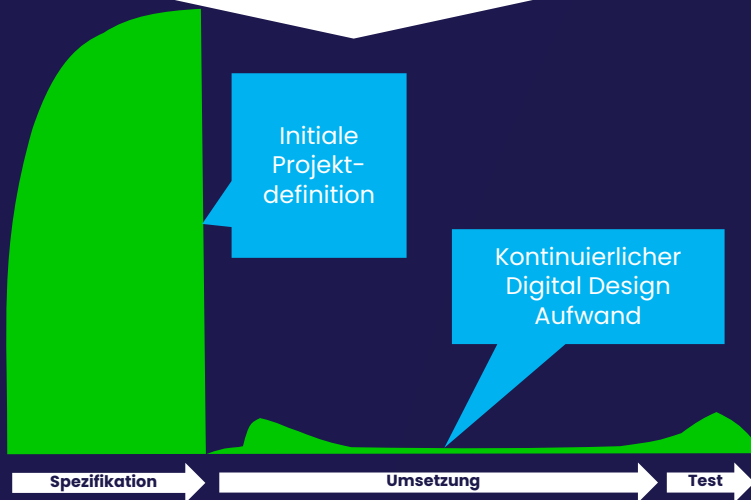 Initiale
Projekt-
definition
Kontinuierlicher
Digital Design
Aufwand
Spezifikation
Umsetzung
Test